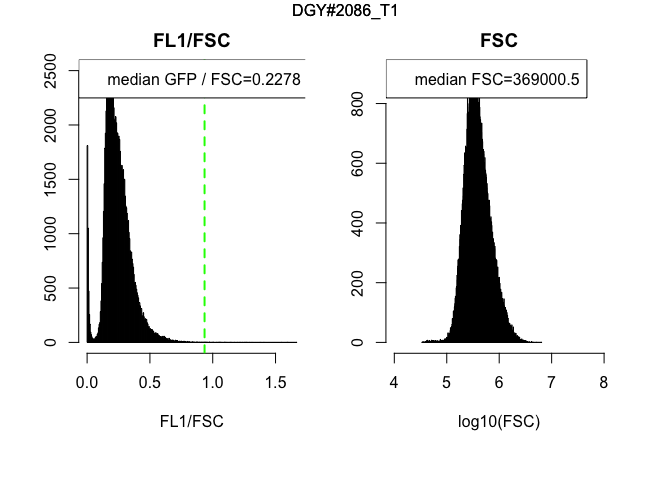 DGY#2086_T1
FL1/FSC
median GFP / FSC=0.2278
2500
2000
1500
1000
500
0
0.0 0.5 1.0 1.5
FL1/FSC
FSC
median FSC=369000.5
800
600
400
200
0
4 5 6 7 8
log10(FSC)